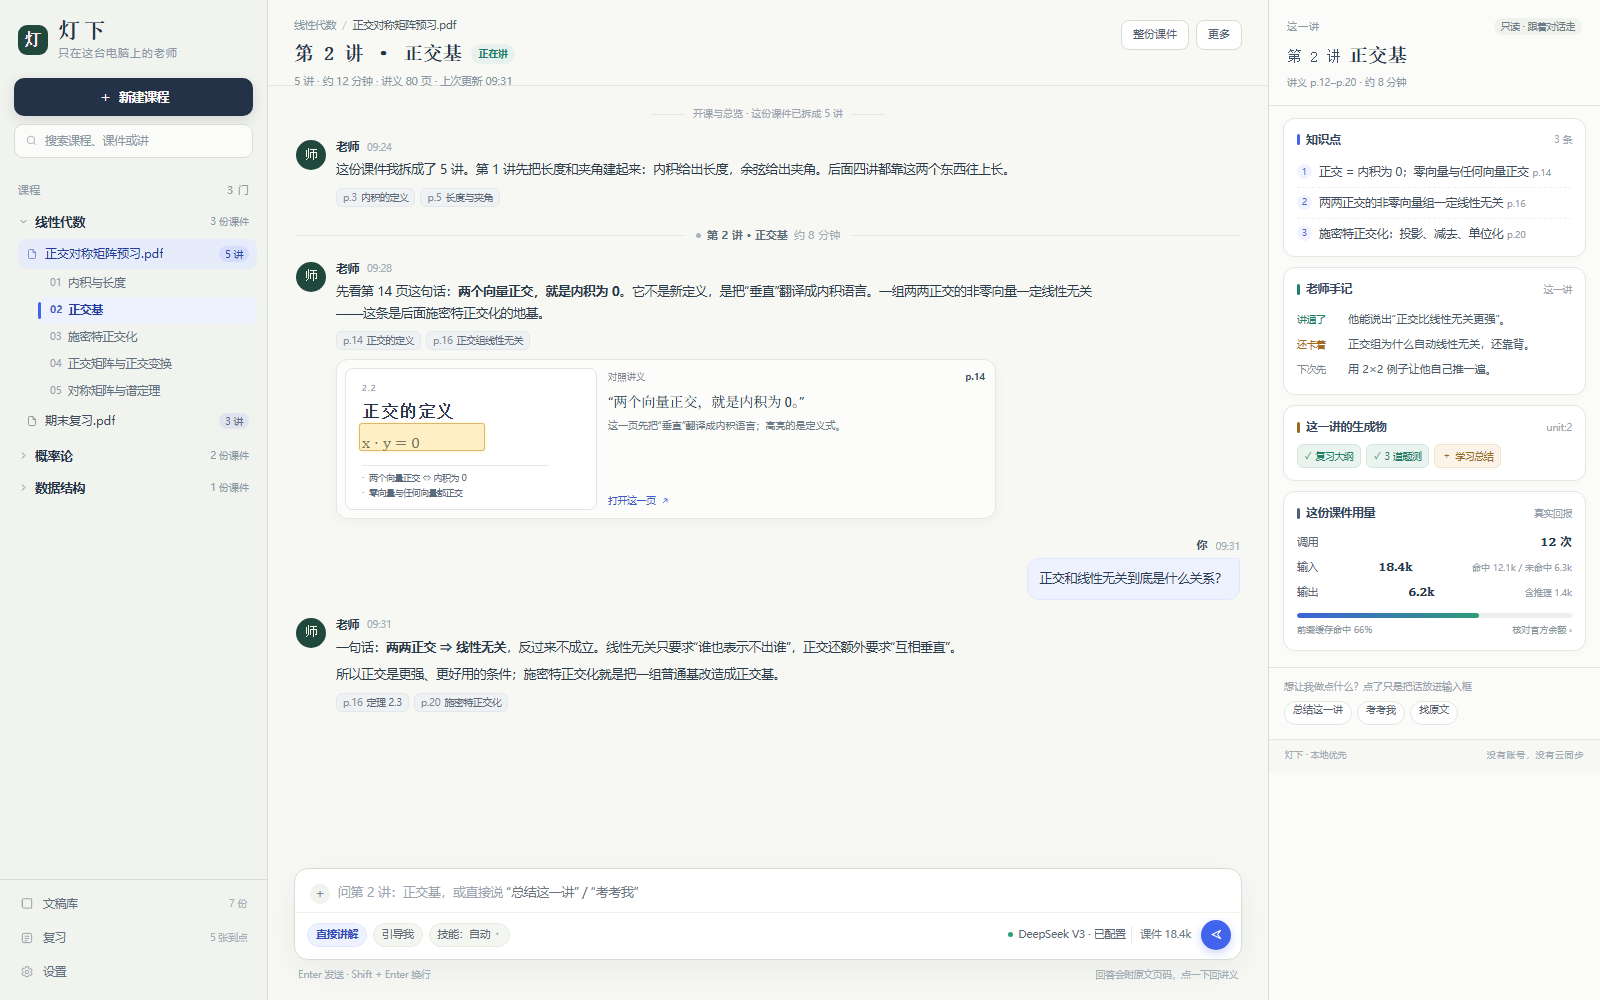 灯
灯下
只在这台电脑上的老师
+ 新建课程
搜索课程、课件或讲
课程
3 门
线性代数
3 份课件
正交对称矩阵预习.pdf
5 讲
01 内积与长度
02 正交基
03 施密特正交化
04 正交矩阵与正交变换
05 对称矩阵与谱定理
期末复习.pdf
3 讲
概率论
2 份课件
数据结构
1 份课件
文稿库
7 份
复习
5 张到点
设置
线性代数 / 正交对称矩阵预习.pdf
第 2 讲 · 正交基
正在讲
5 讲 · 约 12 分钟 · 讲义 80 页 · 上次更新 09:31
整份课件
更多
开课与总览 · 这份课件已拆成 5 讲
师
老师 09:24
这份课件我拆成了 5 讲。第 1 讲先把长度和夹角建起来：内积给出长度，余弦给出夹角。后面四讲都靠这两个东西往上长。
p.3 内积的定义
p.5 长度与夹角
第 2 讲 • 正交基 约 8 分钟
师
老师 09:28
先看第 14 页这句话：两个向量正交，就是内积为 0。它不是新定义，是把“垂直”翻译成内积语言。一组两两正交的非零向量一定线性无关
——这条是后面施密特正交化的地基。
p.14 正交的定义
p.16 正交组线性无关
2.2
正交的定义
x · y = 0
· 两个向量正交 ⇔ 内积为 0
· 零向量与任何向量都正交
对照讲义
p.14
“两个向量正交，就是内积为 0。”
这一页先把“垂直”翻译成内积语言；高亮的是定义式。
打开这一页 ↗
你 09:31
正交和线性无关到底是什么关系？
师
老师 09:31
一句话：两两正交 ⇒ 线性无关，反过来不成立。线性无关只要求“谁也表示不出谁”，正交还额外要求“互相垂直”。
所以正交是更强、更好用的条件；施密特正交化就是把一组普通基改造成正交基。
p.16 定理 2.3
p.20 施密特正交化
+
问第 2 讲：正交基，或直接说 “总结这一讲” / “考考我”
直接讲解
引导我
技能：自动 ·
DeepSeek V3 · 已配置
课件 18.4k
Enter 发送 · Shift + Enter 换行
回答会附原文页码，点一下回讲义
这一讲
只读 · 跟着对话走
第 2 讲 正交基
讲义 p.12–p.20 · 约 8 分钟
知识点
3 条
1 正交 = 内积为 0；零向量与任何向量正交 p.14
2 两两正交的非零向量组一定线性无关 p.16
3 施密特正交化：投影、减去、单位化 p.20
老师手记
这一讲
讲通了 他能说出“正交比线性无关更强”。
还卡着 正交组为什么自动线性无关，还靠背。
下次先 用 2×2 例子让他自己推一遍。
这一讲的生成物
unit:2
✓ 复习大纲
✓ 3 道题测
+ 学习总结
这份课件用量
真实回报
调用 12 次
输入 18.4k 命中 12.1k / 未命中 6.3k
输出 6.2k 含推理 1.4k
前缀缓存命中 66%
核对官方余额 ›
想让我做点什么？点了只是把话放进输入框
总结这一讲
考考我
找原文
灯下 · 本地优先
没有账号，没有云同步